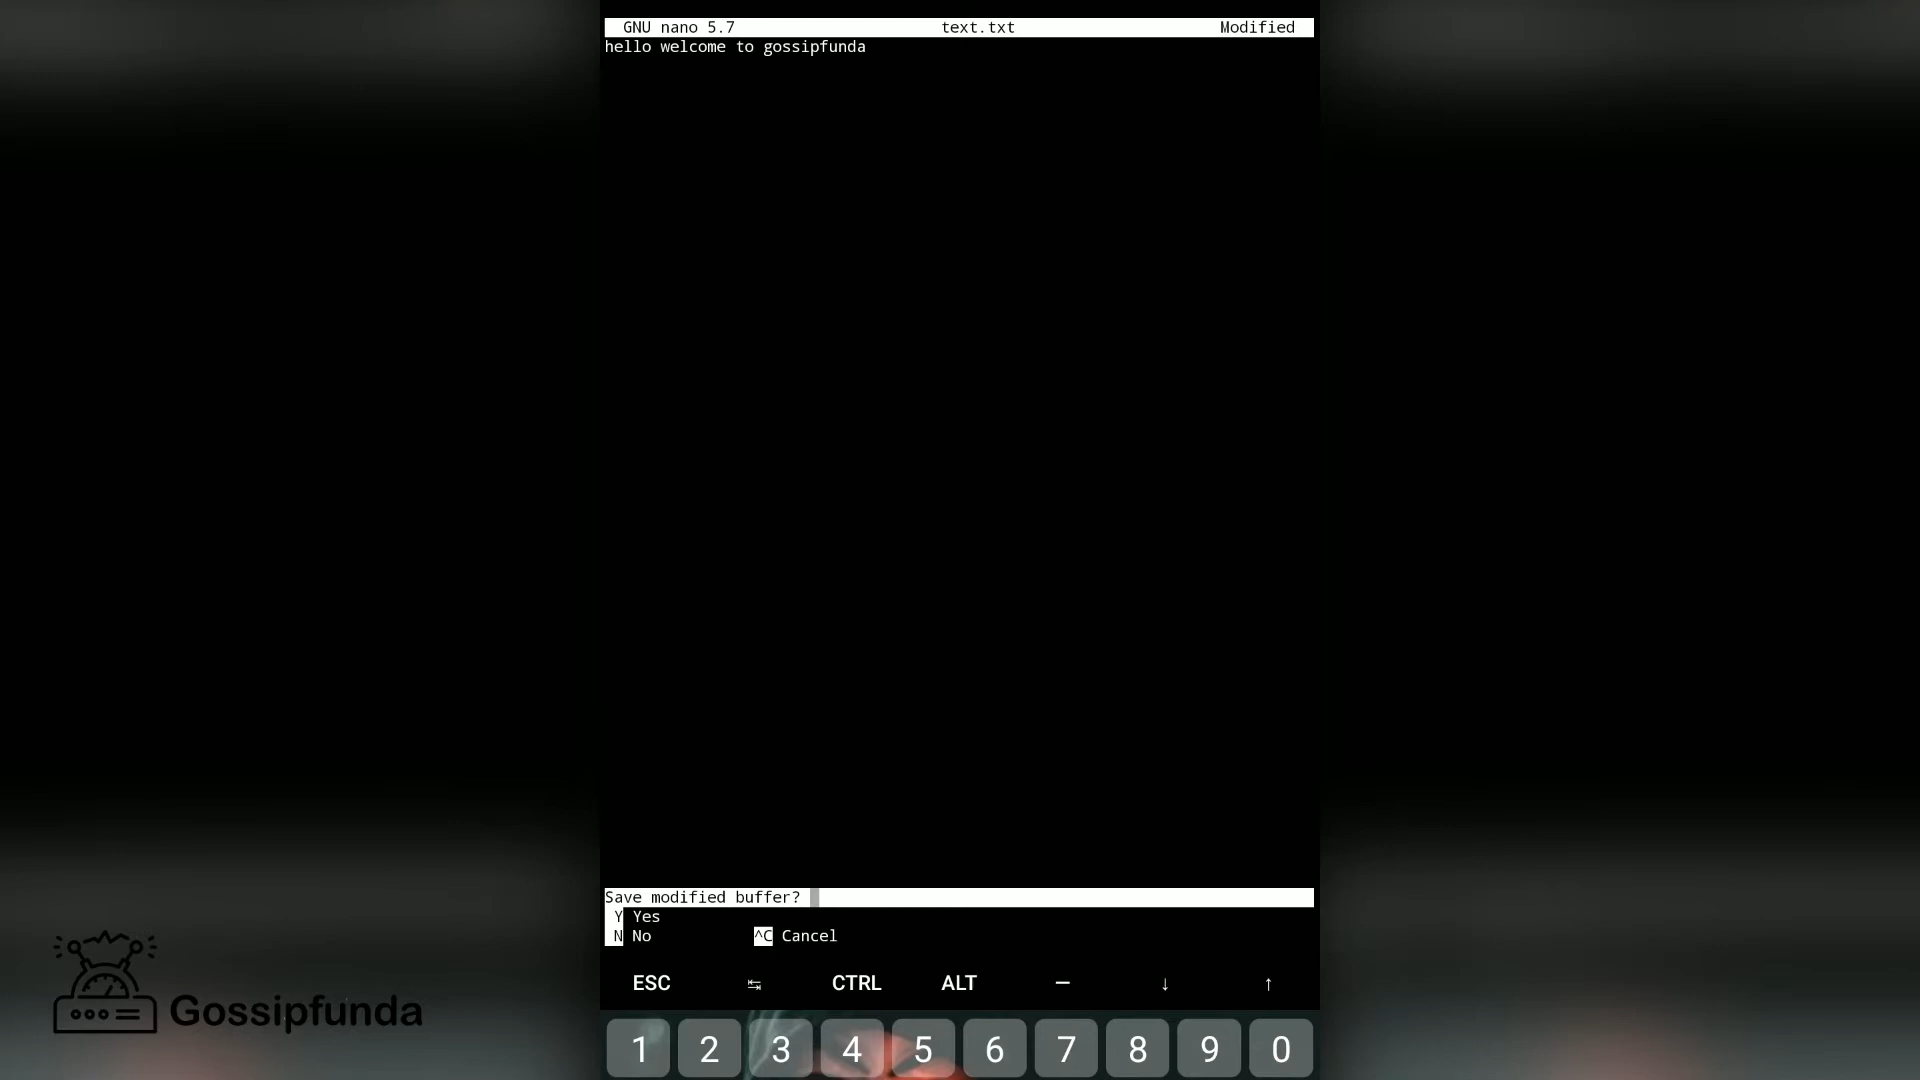 GNU nano 5.7 text.txt Modified
hello welcome to gossipfunda
Save modified buffer?
Y Yes
N No ^C Cancel
ESC ↹ CTRL ALT — ↓ ↑
1 2 3 4 5 6 7 8 9 0
Gossipfunda